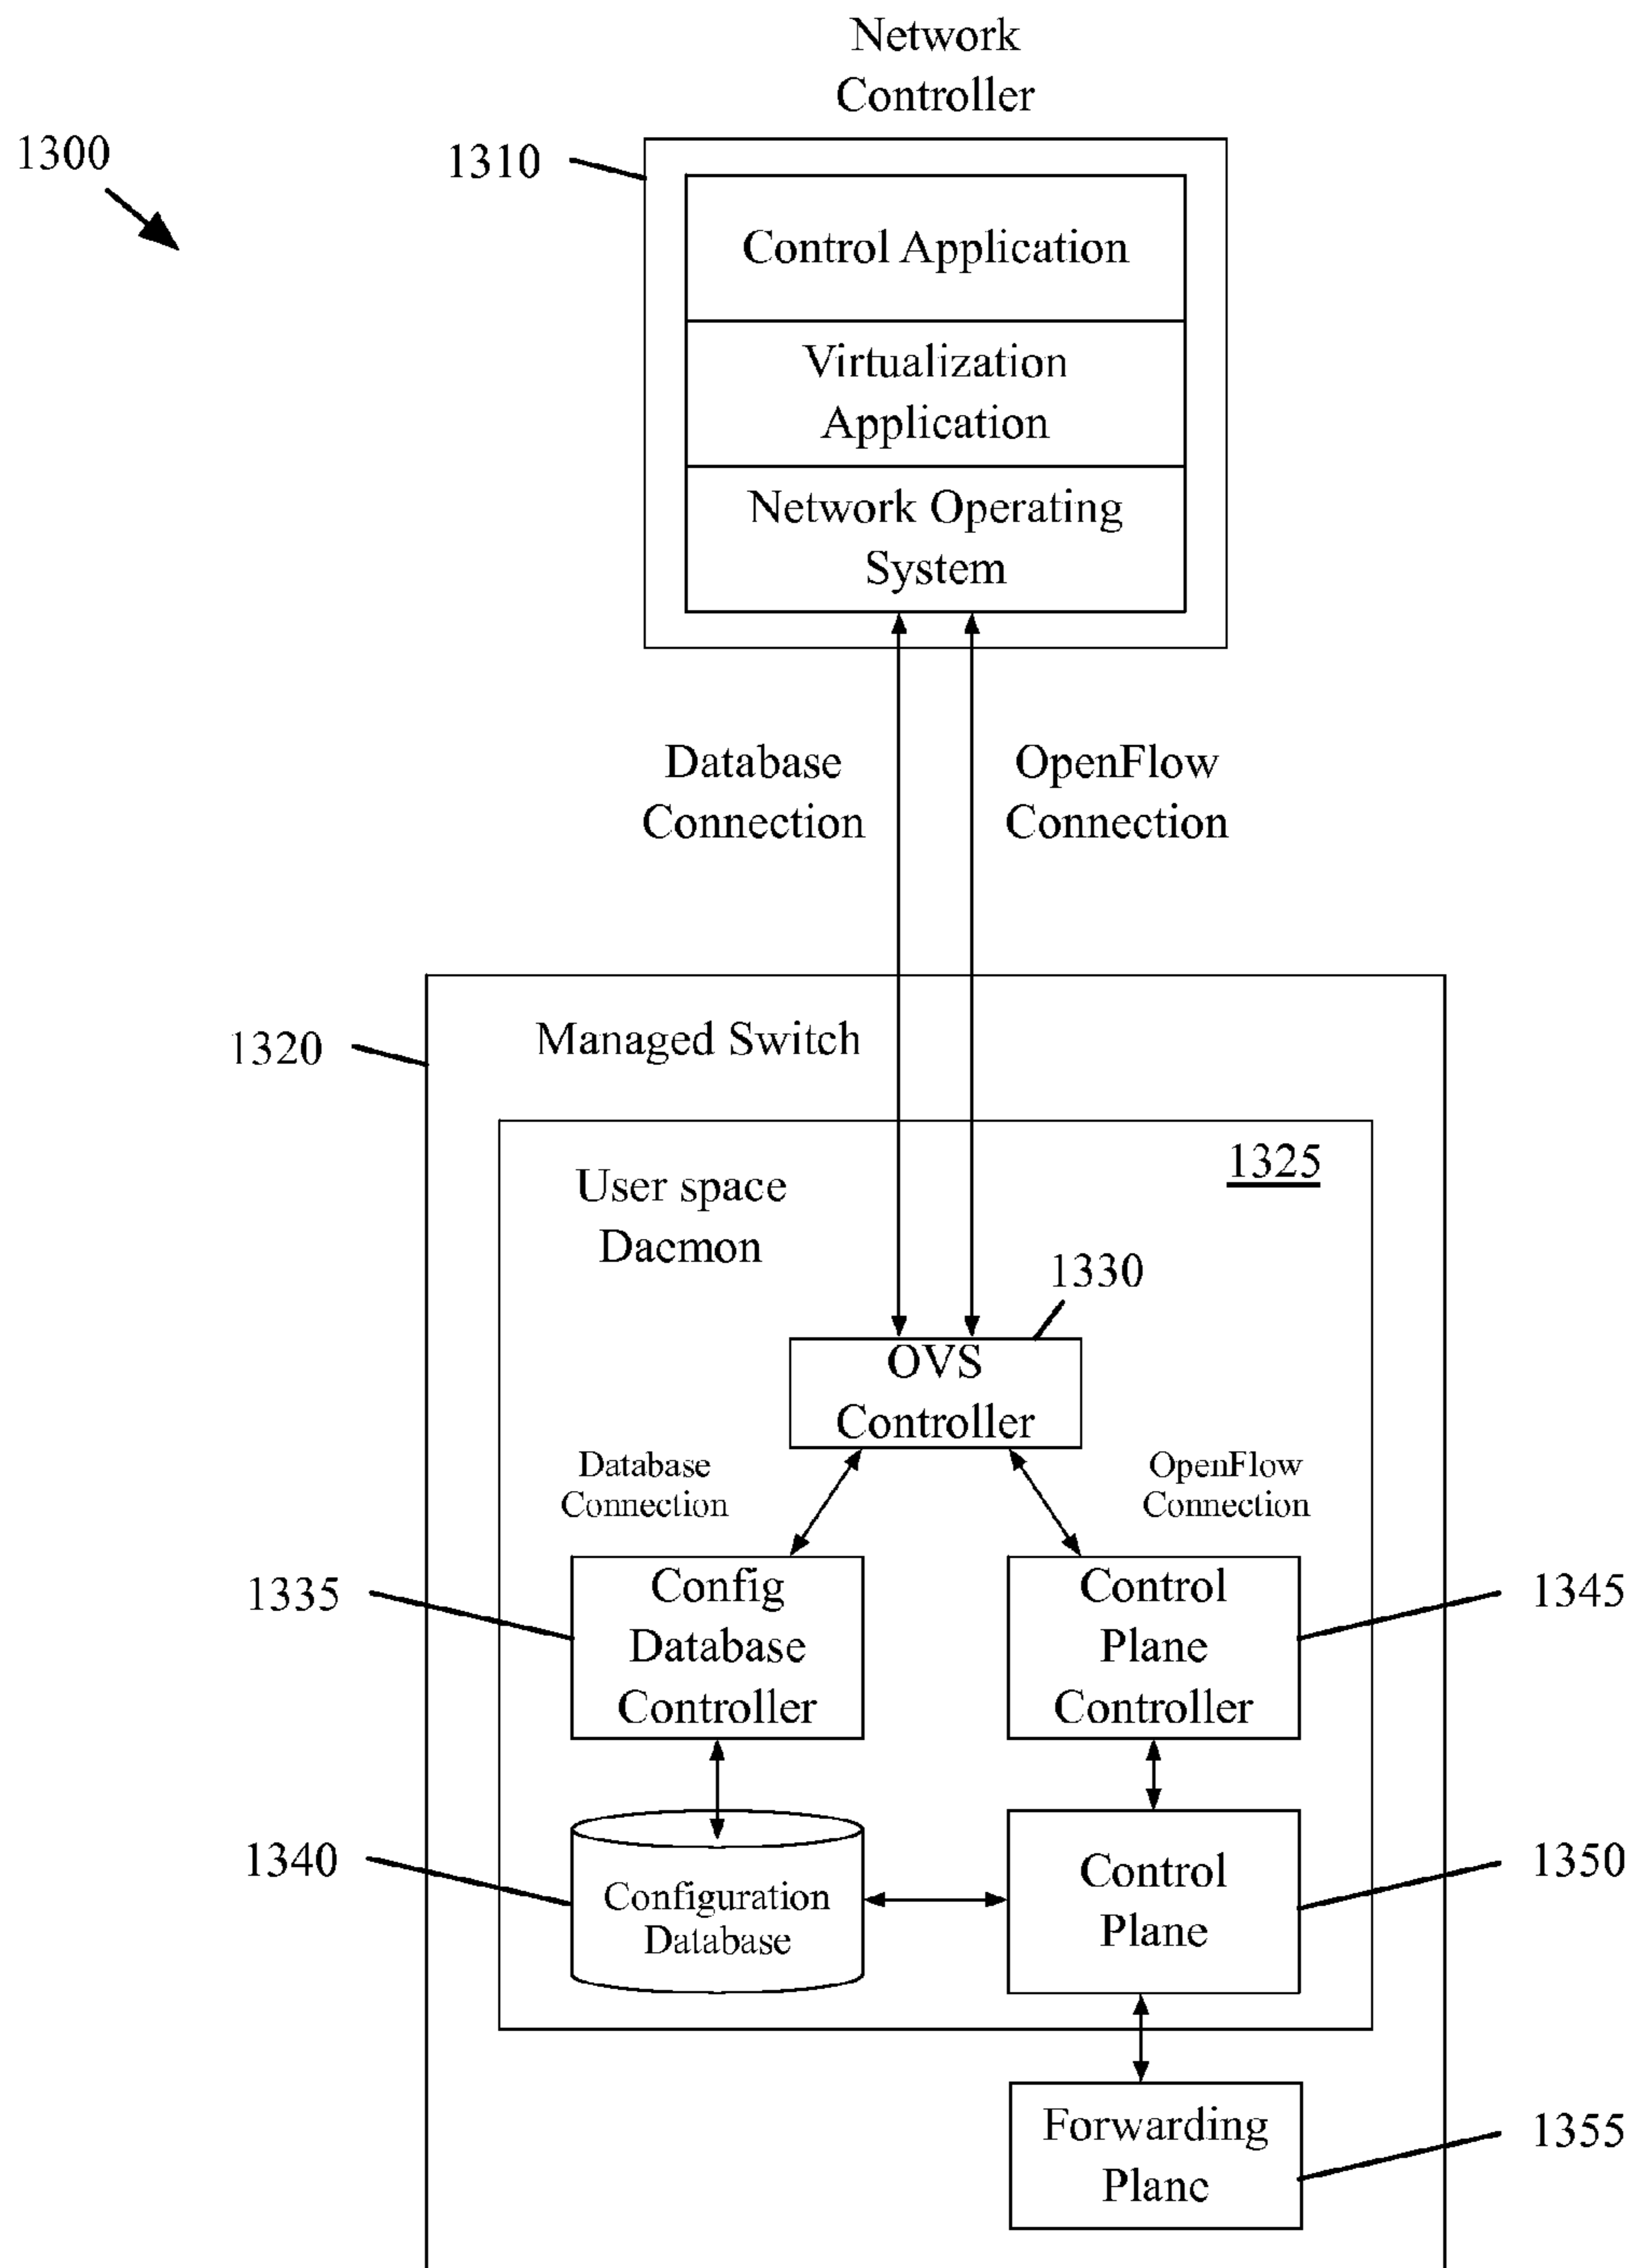 Network
Controller
1300
1310
Control Application
Virtualization
Application
Network Operating
System
Database
Connection
OpenFlow
Connection
1320
Managed Switch
1325
User space
Dacmon
1330
OVS
Controller
Database
Connection
OpenFlow
Connection
1335
Config
Database
Controller
Control
Plane
Controller
1345
1340
Configuration
Database
Control
Plane
1350
Forwarding
Planc
1355